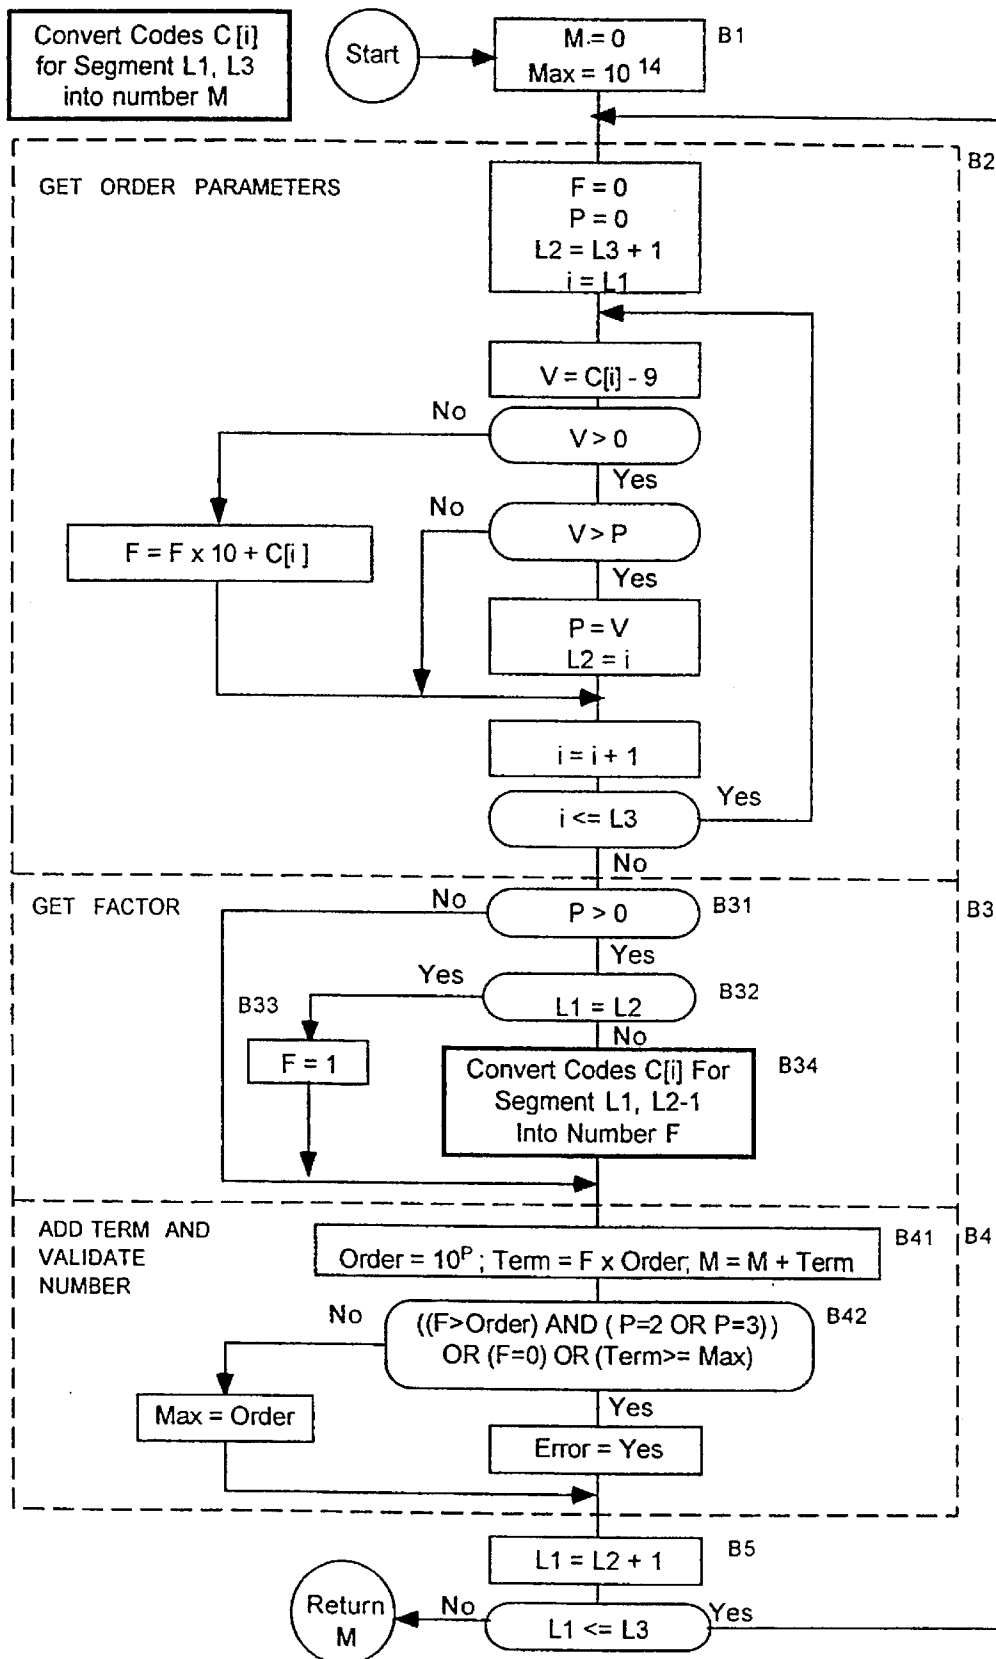 Convert Codes C[i]
for Segment L1, L3
into number M
Start
M = 0
Max = 10 14
B1
B2
GET ORDER PARAMETERS
F = 0
P = 0
L2 = L3 + 1
i = L1
V = C[i] - 9
No
V > 0
Yes
No
V > P
F = F x 10 + C[i]
Yes
P = V
L2 = i
i = i + 1
i <= L3
Yes
No
GET FACTOR
No
P > 0
B31
B3
Yes
Yes
L1 = L2
B32
B33
No
F = 1
Convert Codes C[i] For
Segment L1, L2-1
Into Number F
B34
ADD TERM AND
VALIDATE
NUMBER
B41
B4
Order = 10P ; Term = F x Order; M = M + Term
No
((F>Order) AND ( P=2 OR P=3))
OR (F=0) OR (Term>= Max)
B42
Yes
Max = Order
Error = Yes
L1 = L2 + 1
B5
Return
M
No
L1 <= L3
Yes